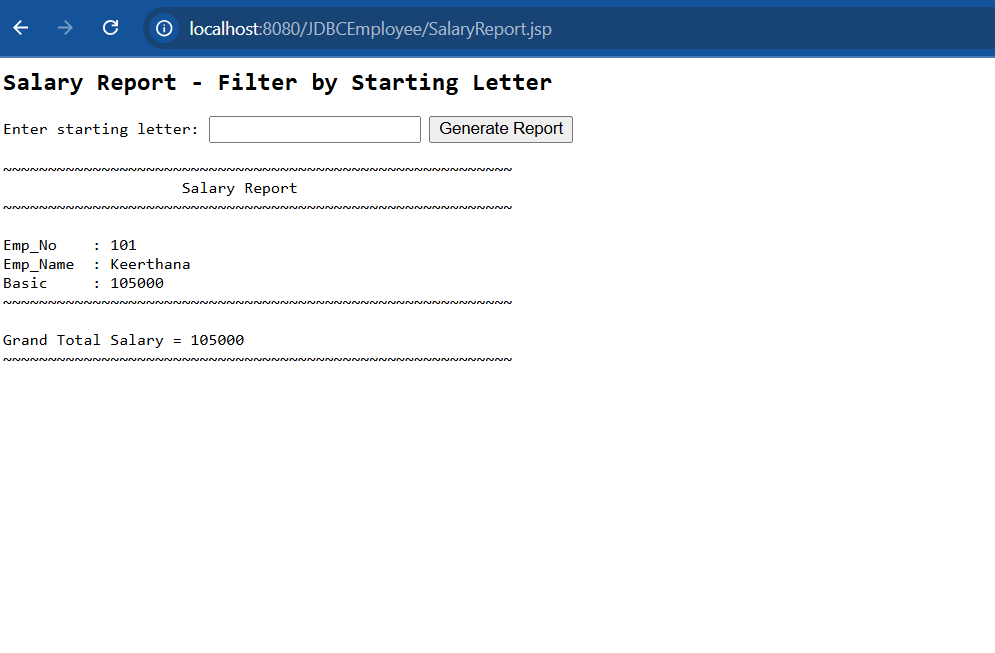 localhost:8080/JDBCEmployee/SalaryReport.jsp
Salary Report - Filter by Starting Letter
Enter starting letter: Generate Report
~~~~~~~~~~~~~~~~~~~~~~~~~~~~~~~~~~~~~~~~~~~~~~~~~~~~~~~~~
Salary Report
~~~~~~~~~~~~~~~~~~~~~~~~~~~~~~~~~~~~~~~~~~~~~~~~~~~~~~~~~
Emp_No    : 101
Emp_Name  : Keerthana
Basic     : 105000
~~~~~~~~~~~~~~~~~~~~~~~~~~~~~~~~~~~~~~~~~~~~~~~~~~~~~~~~~
Grand Total Salary = 105000
~~~~~~~~~~~~~~~~~~~~~~~~~~~~~~~~~~~~~~~~~~~~~~~~~~~~~~~~~